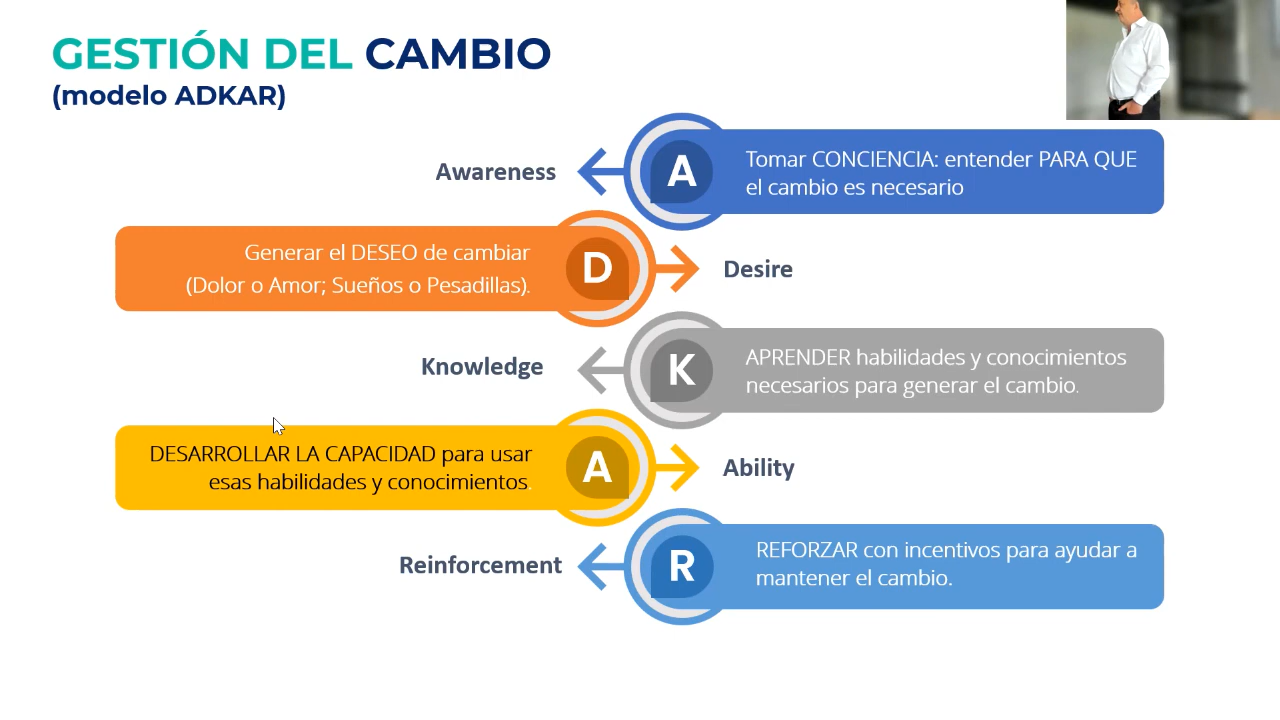 GESTIÓN DEL CAMBIO
(modelo ADKAR)
Awareness
A
Tomar CONCIENCIA: entender PARA QUE
el cambio es necesario
Generar el DESEO de cambiar
(Dolor o Amor; Sueños o Pesadillas).
D
Desire
Knowledge
K
APRENDER habilidades y conocimientos
necesarios para generar el cambio.
DESARROLLAR LA CAPACIDAD para usar
esas habilidades y conocimientos
A
Ability
Reinforcement
R
REFORZAR con incentivos para ayudar a
mantener el cambio.